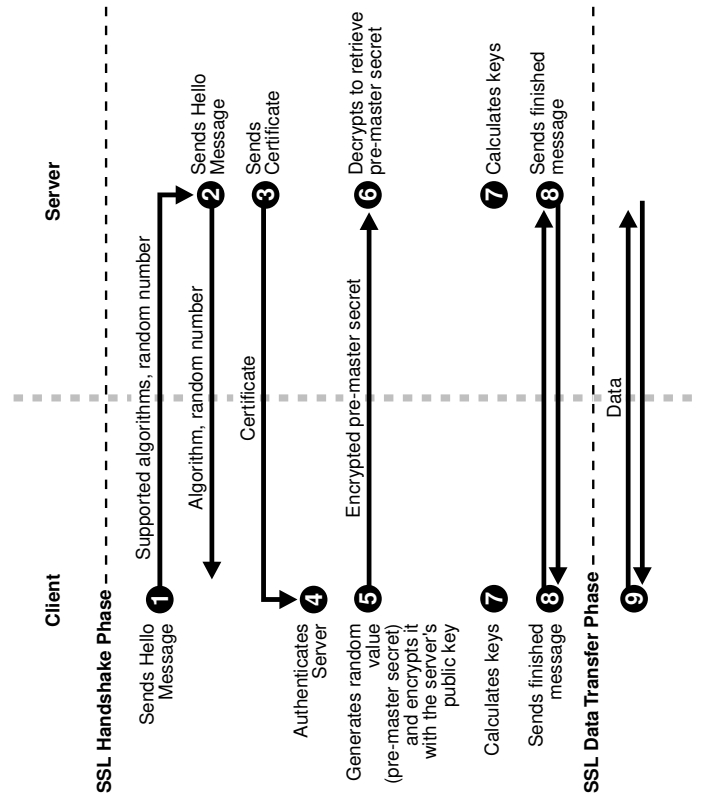 Client
Server
SSL Handshake Phase
1
Sends Hello
Message
Supported algorithms, random number
2
Sends Hello
Message
Algorithm, random number
3
Sends
Certificate
Certificate
4
Authenticates
Server
5
Generates random
value
(pre-master secret)
and encrypts it
with the server's
public key
Encrypted pre-master secret
6
Decrypts to retrieve
pre-master secret
7
Calculates keys
7
Calculates keys
8
Sends finished
message
8
Sends finished
message
SSL Data Transfer Phase
9
Data